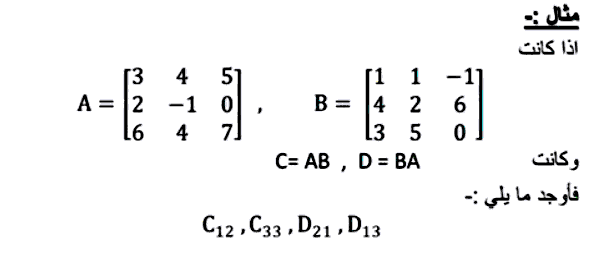 مثال :-
اذا كانت
A = [3 4 5; 2 −1 0; 6 4 7] , B = [1 1 −1; 4 2 6; 3 5 0]
وكانت C= AB , D = BA
فأوجد ما يلي :-
C₁₂ , C₃₃ , D₂₁ , D₁₃